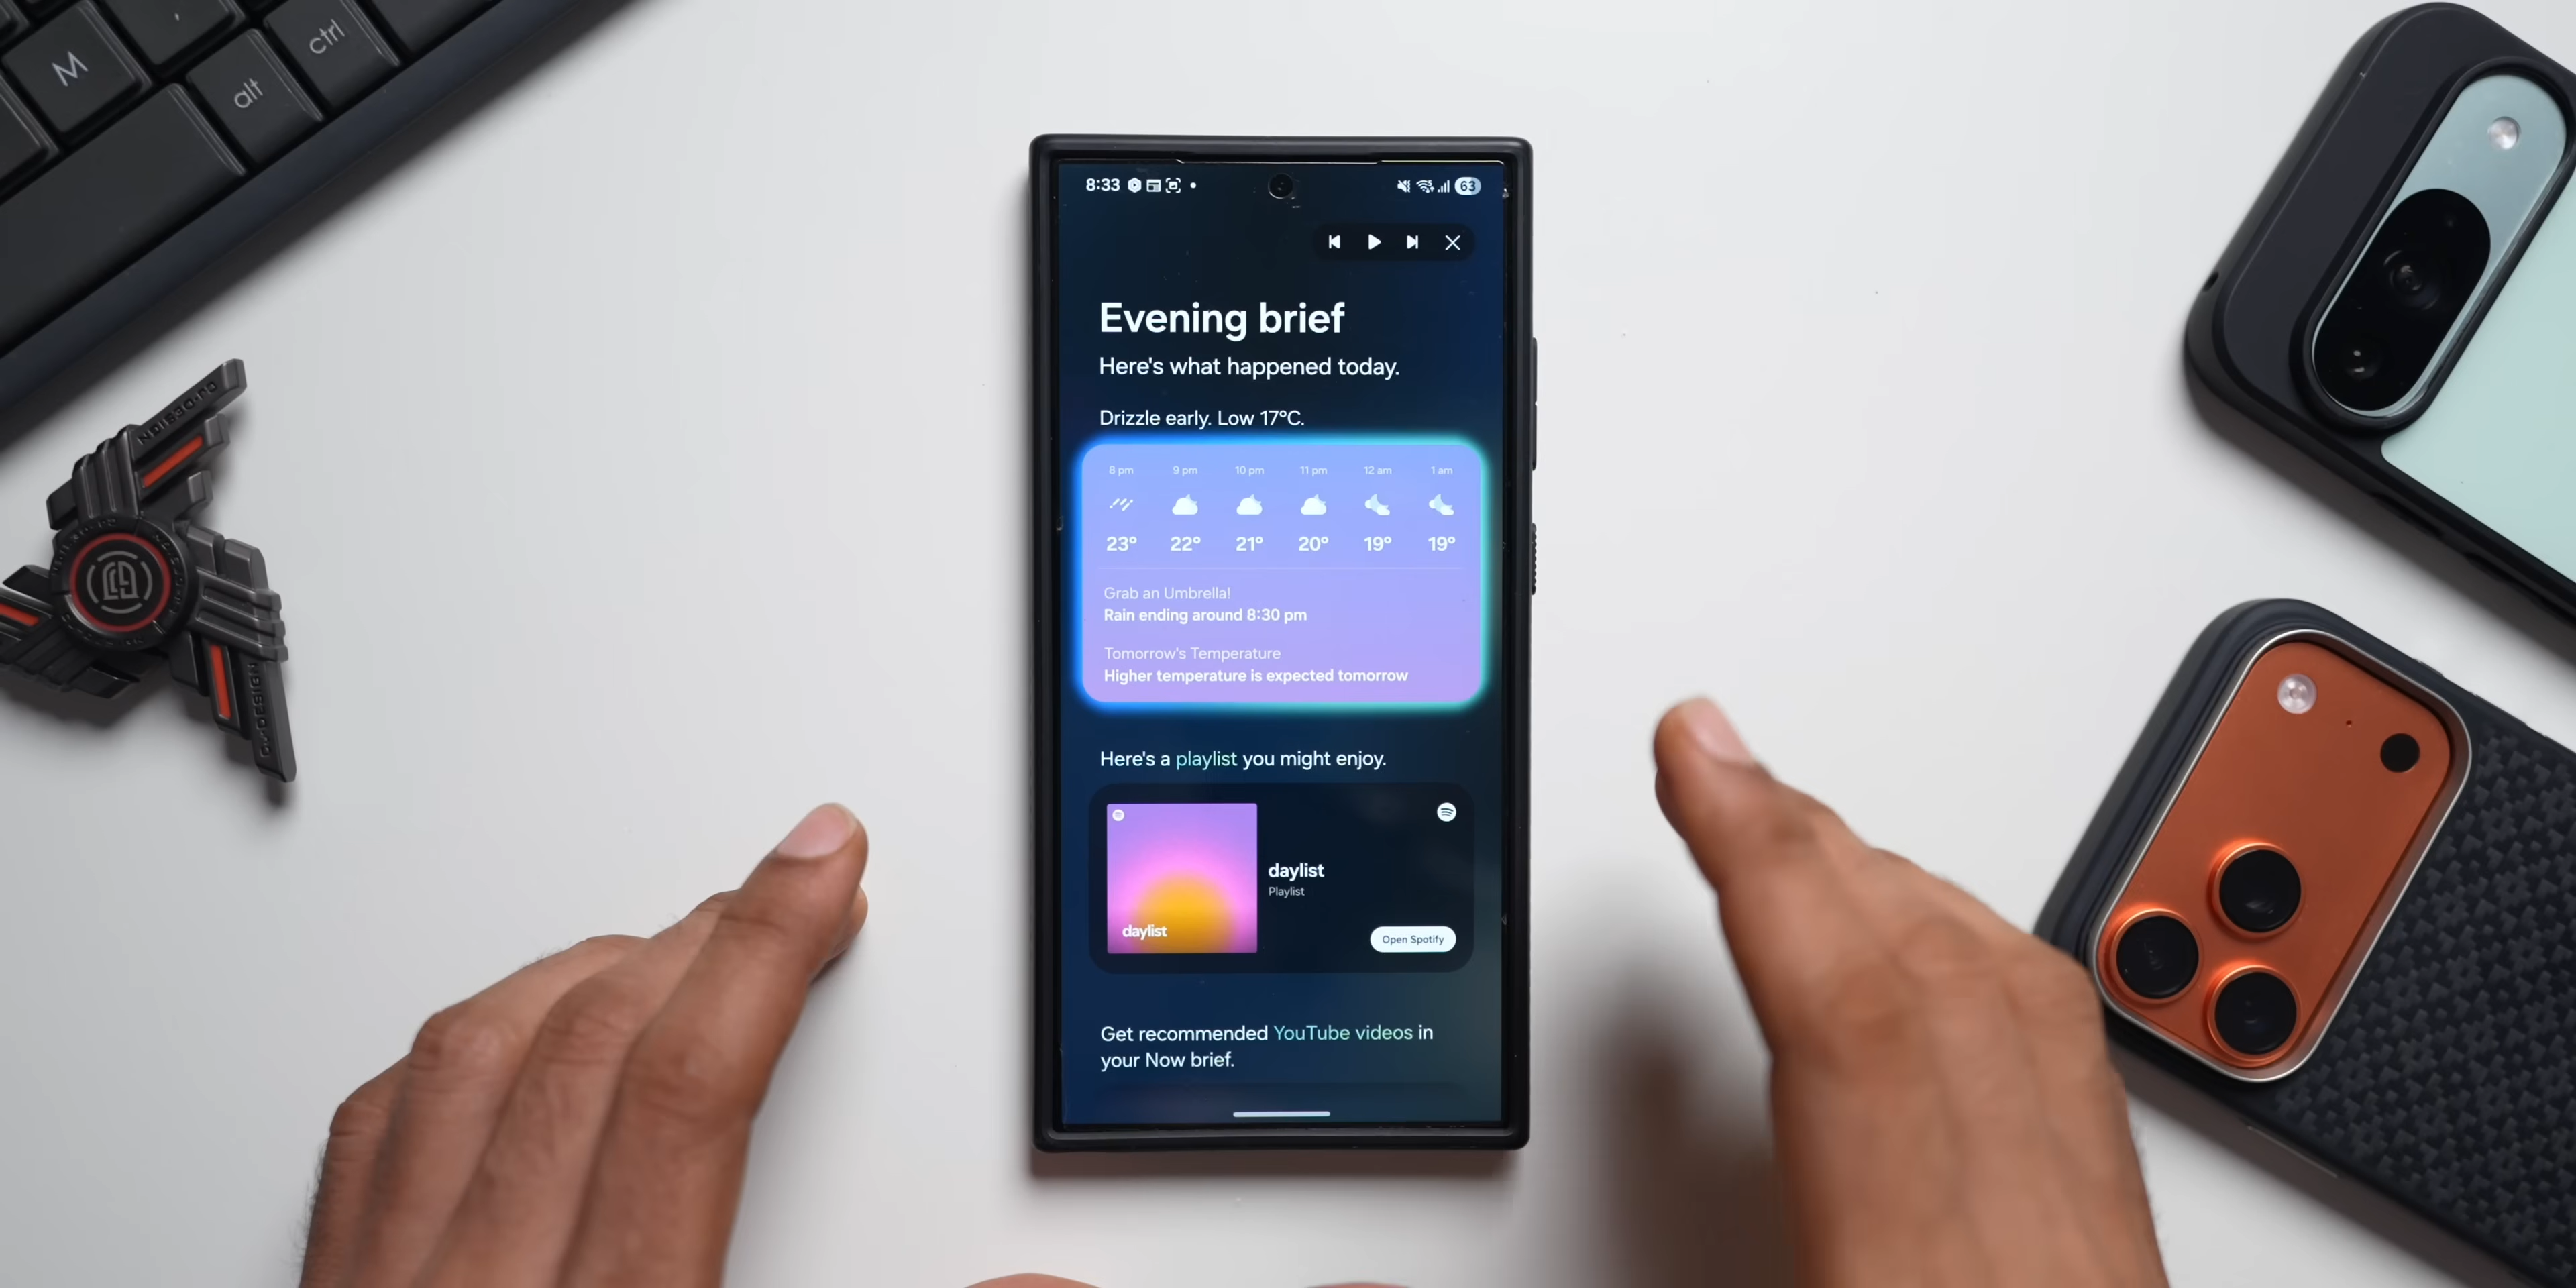 M
alt
ctrl
8:33
63
Evening brief
Here's what happened today.
Drizzle early. Low 17°C.
8 pm 9 pm 10 pm 11 pm 12 am 1 am
23° 22° 21° 20° 19° 19°
Grab an Umbrella!
Rain ending around 8:30 pm
Tomorrow's Temperature
Higher temperature is expected tomorrow
Here's a playlist you might enjoy.
daylist
daylist
Playlist
Open Spotify
Get recommended YouTube videos in
your Now brief.